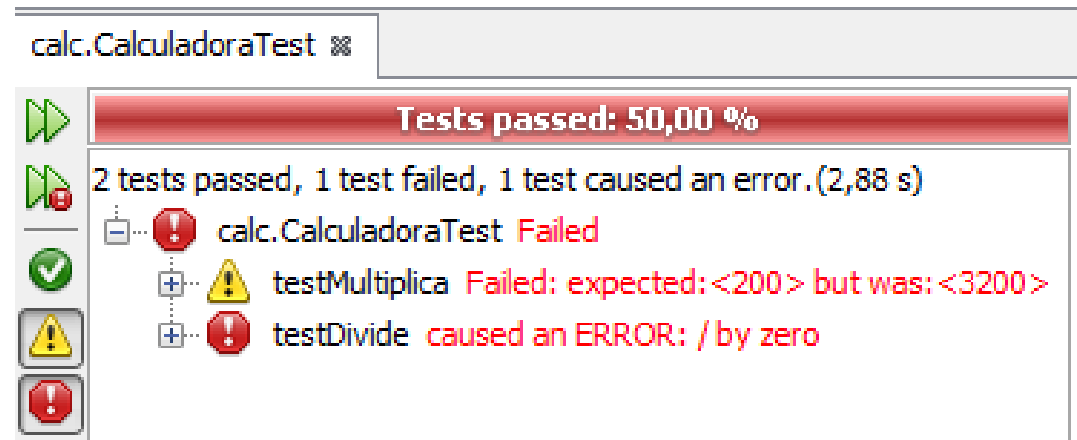 calc.CalculadoraTest
Tests passed: 50,00 %
2 tests passed, 1 test failed, 1 test caused an error.(2,88 s)
calc.CalculadoraTest Failed
testMultiplica Failed: expected:<200> but was:<3200>
testDivide caused an ERROR: / by zero